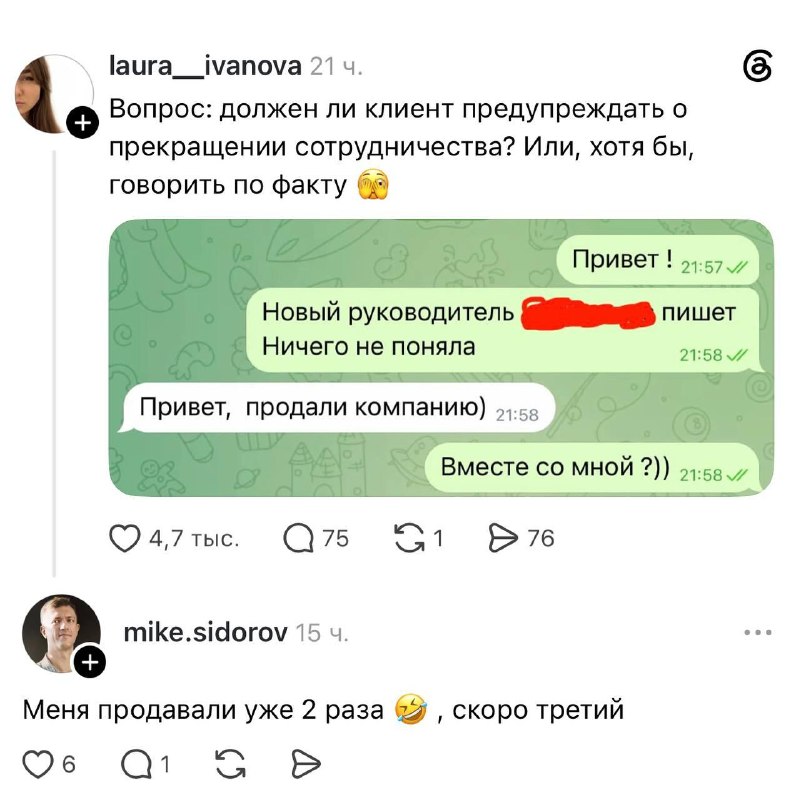 laura__ivanova 21 ч.
Вопрос: должен ли клиент предупреждать о
прекращении сотрудничества? Или, хотя бы,
говорить по факту 🫣
Привет ! 21:57
Новый руководитель пишет
Ничего не поняла 21:58
Привет, продали компанию) 21:58
Вместе со мной ?)) 21:58
4,7 тыс. 75 1 76
mike.sidorov 15 ч.
Меня продавали уже 2 раза 🤣 , скоро третий
6 1